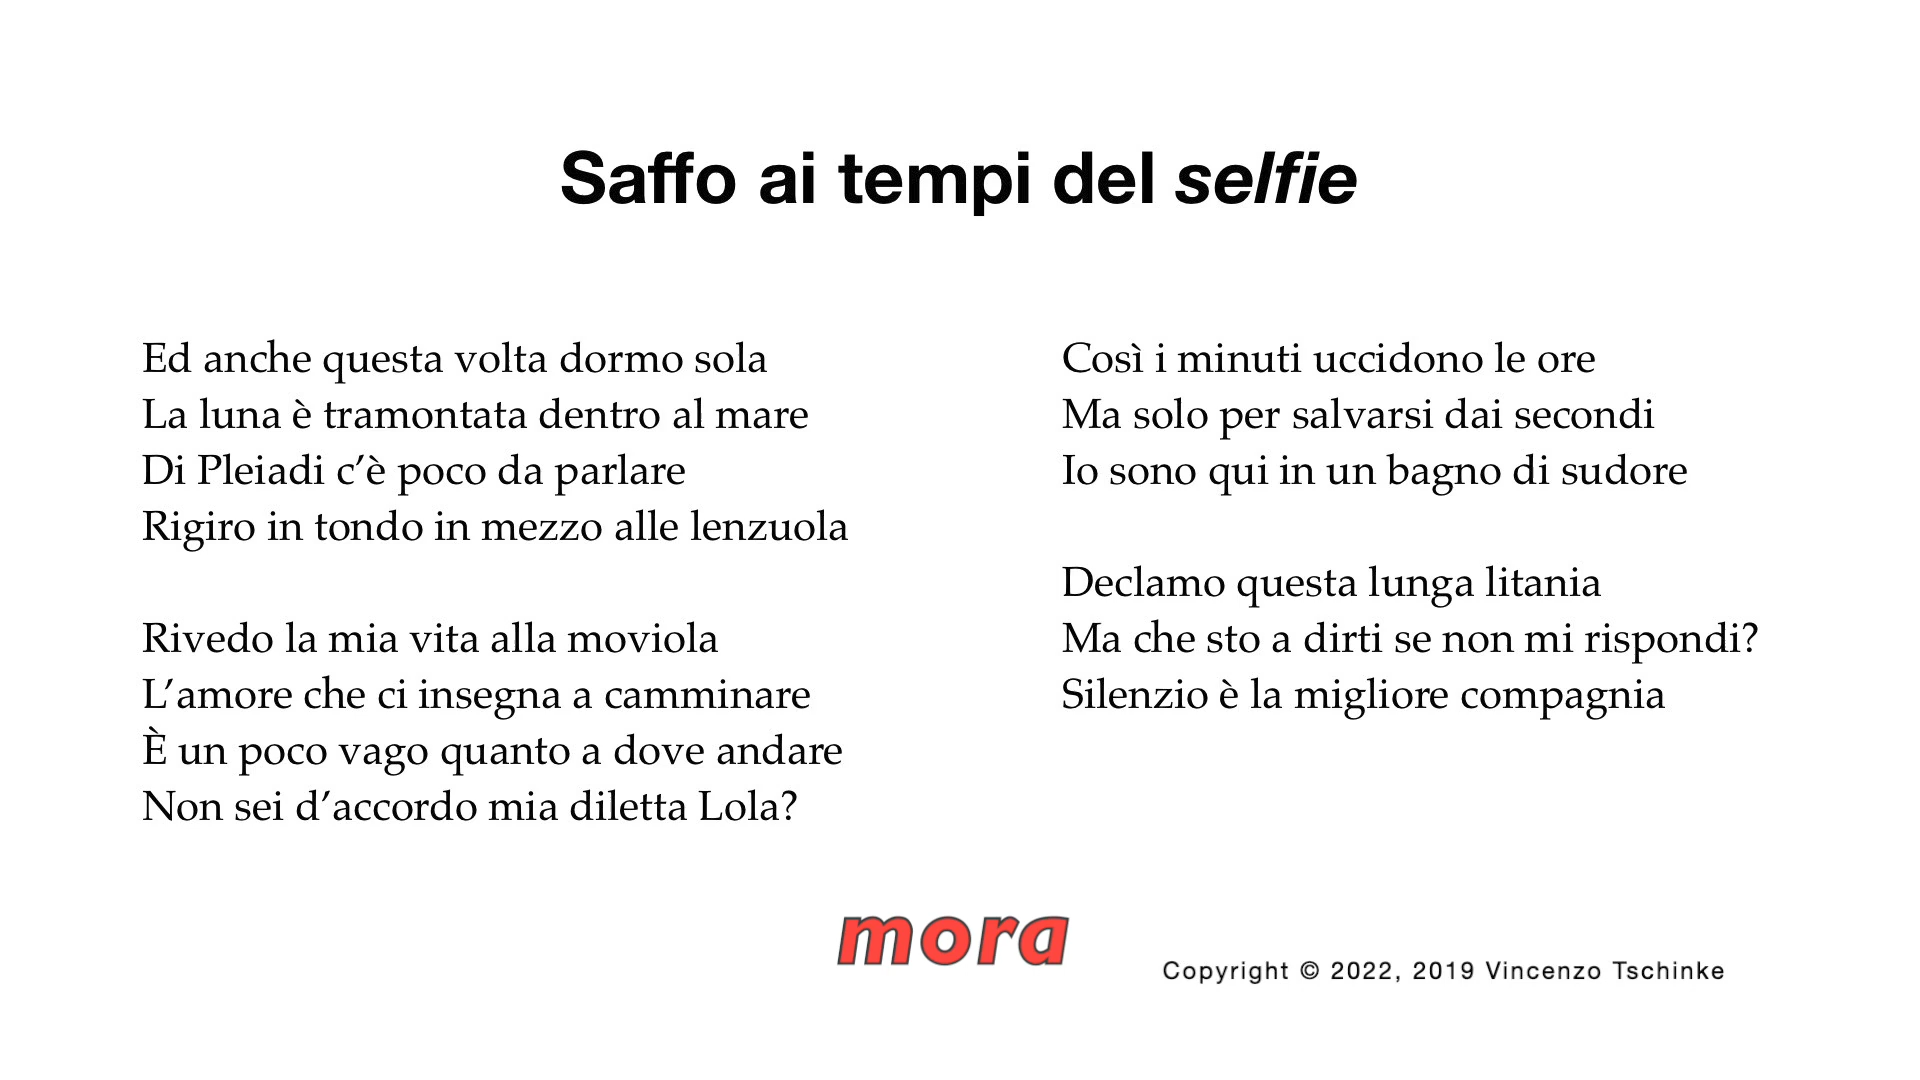 Saffo ai tempi del selfie
Ed anche questa volta dormo sola
La luna è tramontata dentro al mare
Di Pleiadi c’è poco da parlare
Rigiro in tondo in mezzo alle lenzuola
Rivedo la mia vita alla moviola
L’amore che ci insegna a camminare
È un poco vago quanto a dove andare
Non sei d’accordo mia diletta Lola?
Così i minuti uccidono le ore
Ma solo per salvarsi dai secondi
Io sono qui in un bagno di sudore
Declamo questa lunga litania
Ma che sto a dirti se non mi rispondi?
Silenzio è la migliore compagnia
mora
Copyright © 2022, 2019 Vincenzo Tschinke